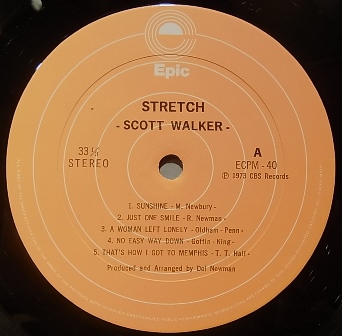 Epic
STRETCH
- SCOTT WALKER -
33 1/3
STEREO
A
ECPM - 40
Ⓟ 1973 CBS Records
1. SUNSHINE - M. Newbury -
2. JUST ONE SMILE - R. Newman -
3. A WOMAN LEFT LONELY - Oldham - Penn -
4. NO EASY WAY DOWN - Goffin - King -
5. THAT'S HOW I GOT TO MEMPHIS - T. T. Hall -
Produced and Arranged by Del Newman